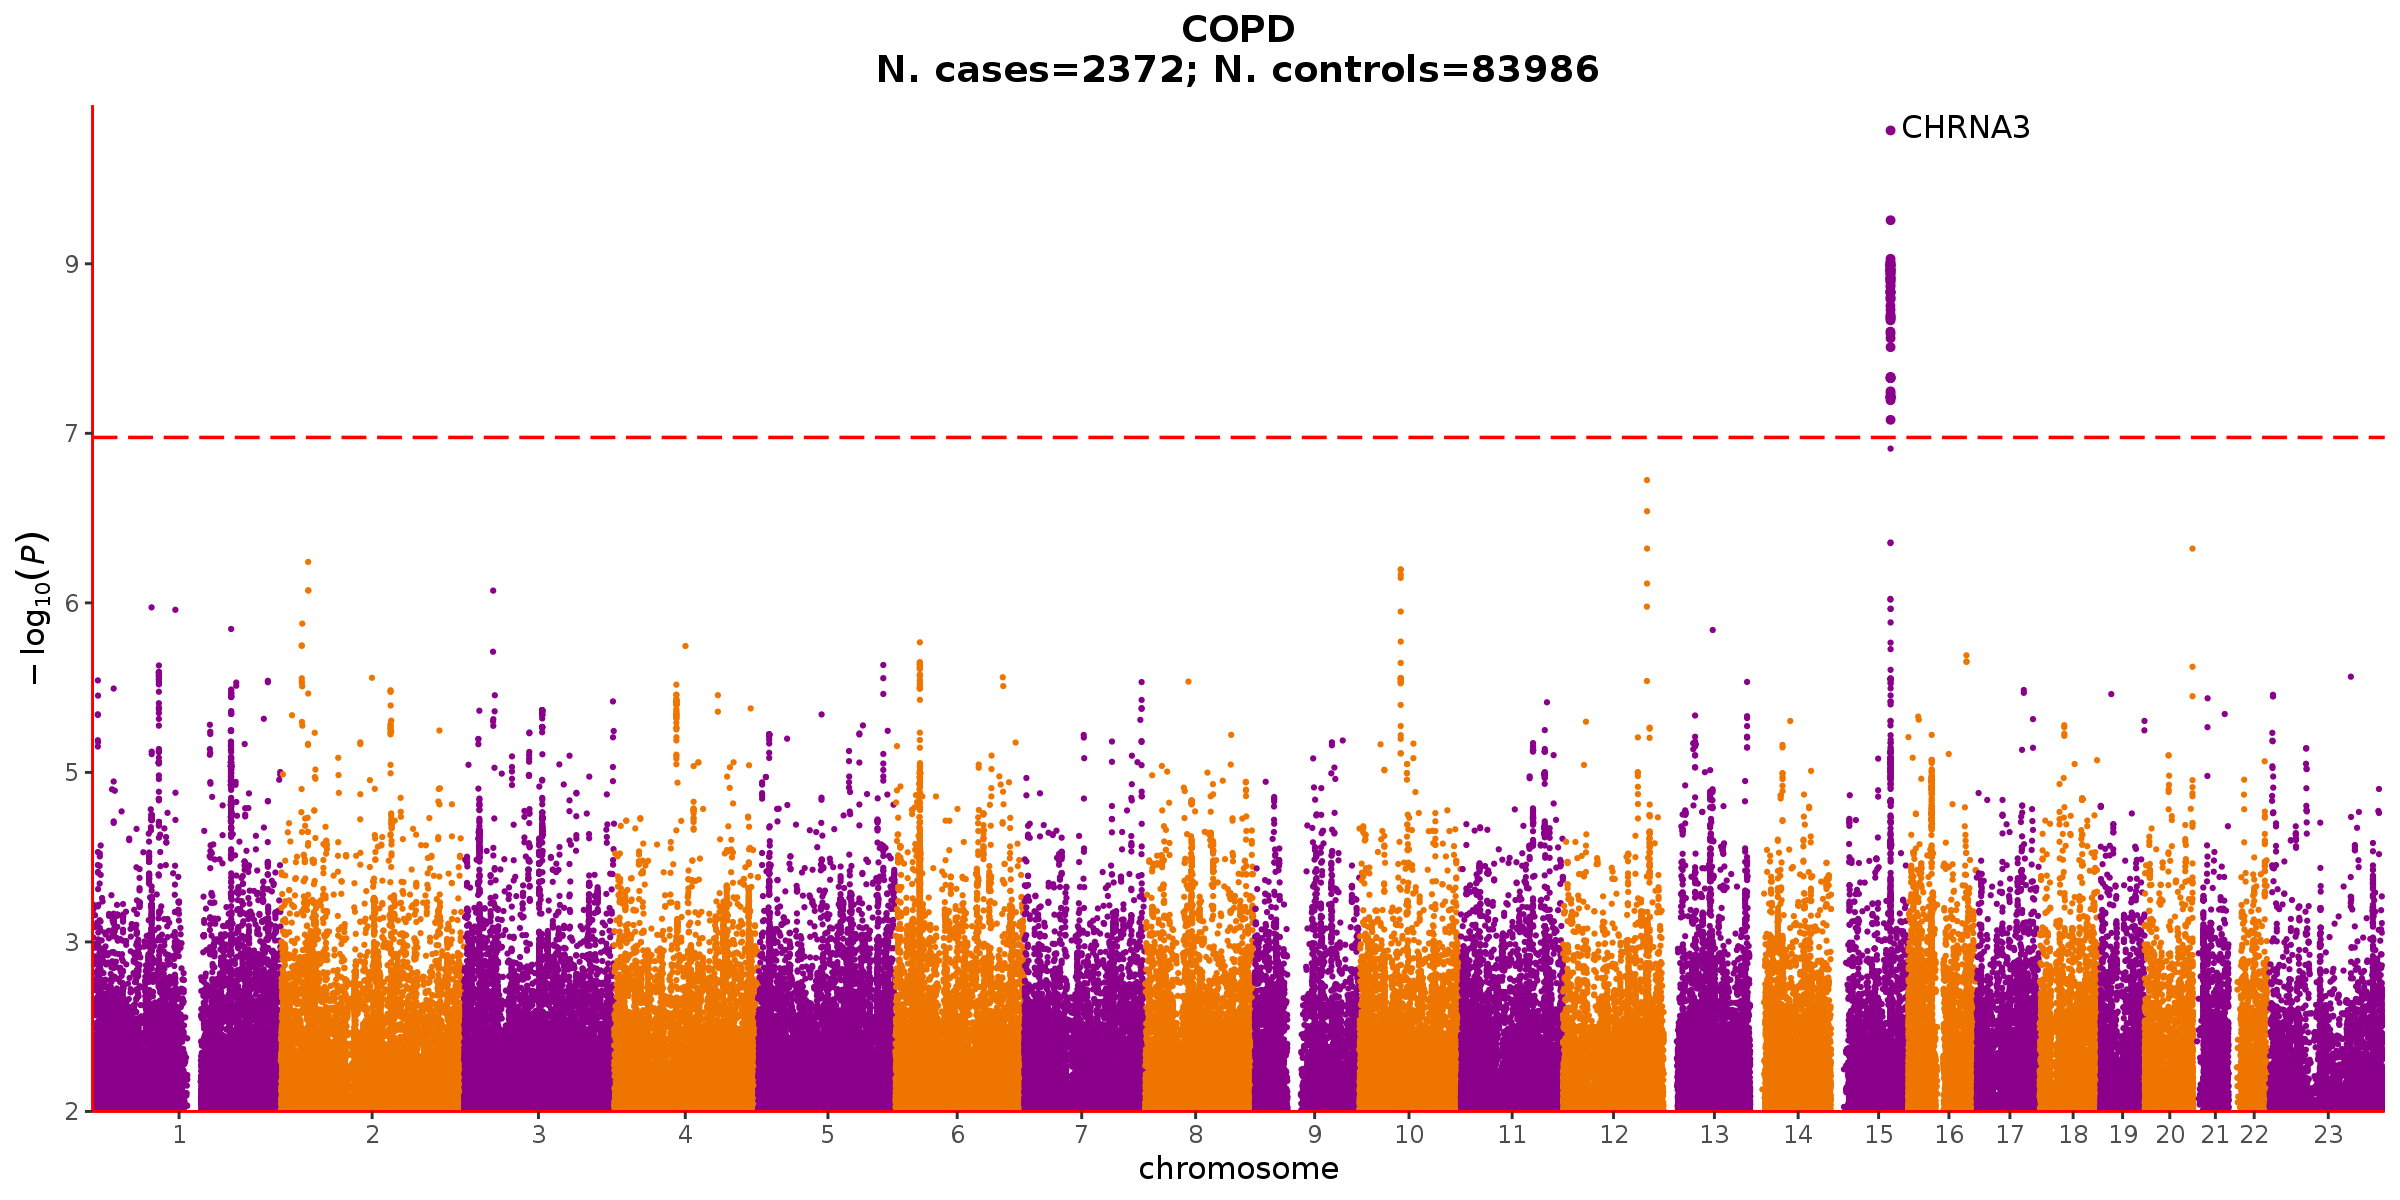 COPD
N. cases=2372; N. controls=83986
CHRNA3
9
7
6
5
3
2
−log₁₀(P)
1 2 3 4 5 6 7 8 9 10 11 12 13 14 15 16 17 18 19 20 21 22 23
chromosome